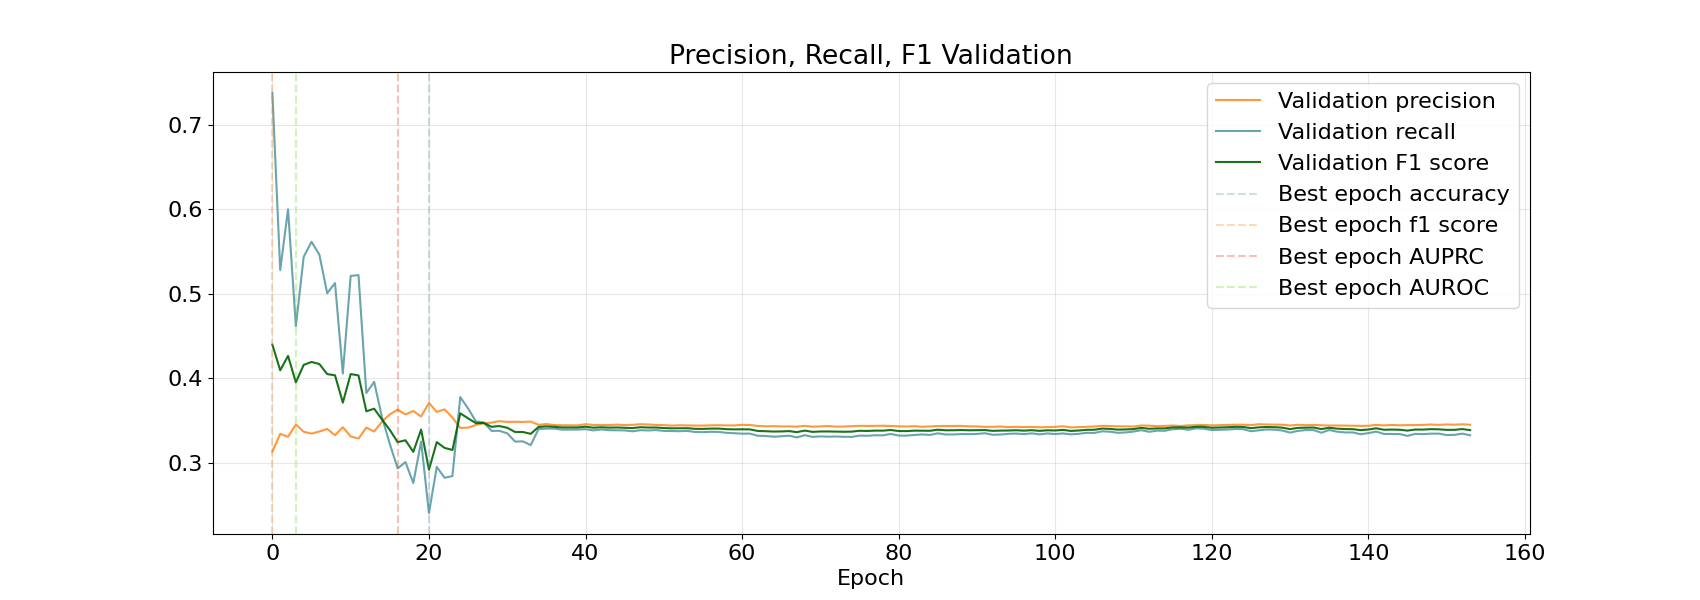 Precision, Recall, F1 Validation
0.7
0.6
0.5
0.4
0.3
Validation precision
Validation recall
Validation F1 score
Best epoch accuracy
Best epoch f1 score
Best epoch AUPRC
Best epoch AUROC
0 20 40 60 80 100 120 140 160
Epoch